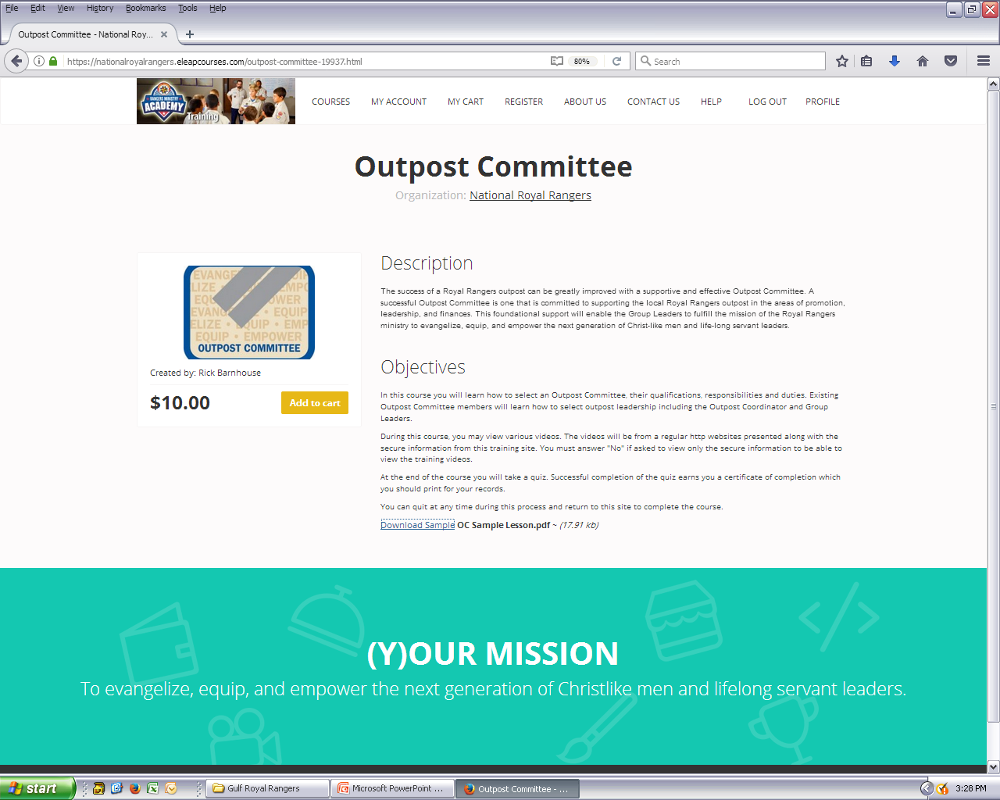 File Edit View History Bookmarks Tools Help
Outpost Committee - National Roy...
https://nationalroyalrangers.eleapcourses.com/outpost-committee-19937.html 80% Search
RANGERS MINISTRY ACADEMY Training
COURSES MY ACCOUNT MY CART REGISTER ABOUT US CONTACT US HELP LOG OUT PROFILE
Outpost Committee
Organization: National Royal Rangers
EVANGE
LIZE
EMPO
EQUIP EMPOWER
ELIZE • EQUIP • EMP
EQUIP • EMPOWER
OUTPOST COMMITTEE
Created by: Rick Barnhouse
$10.00 Add to cart
Description
The success of a Royal Rangers outpost can be greatly improved with a supportive and effective Outpost Committee. A
successful Outpost Committee is one that is committed to supporting the local Royal Rangers outpost in the areas of promotion,
leadership, and finances. This foundational support will enable the Group Leaders to fulfill the mission of the Royal Rangers
ministry to evangelize, equip, and empower the next generation of Christ-like men and life-long servant leaders.
Objectives
In this course you will learn how to select an Outpost Committee, their qualifications, responsibilities and duties. Existing
Outpost Committee members will learn how to select outpost leadership including the Outpost Coordinator and Group
Leaders.
During this course, you may view various videos. The videos will be from a regular http websites presented along with the
secure information from this training site. You must answer "No" if asked to view only the secure information to be able to
view the training videos.
At the end of the course you will take a quiz. Successful completion of the quiz earns you a certificate of completion which
you should print for your records.
You can quit at any time during this process and return to this site to complete the course.
Download Sample OC Sample Lesson.pdf ~ (17.91 kb)
(Y)OUR MISSION
To evangelize, equip, and empower the next generation of Christlike men and lifelong servant leaders.
start Gulf Royal Rangers Microsoft PowerPoint ... Outpost Committee - ... 3:28 PM